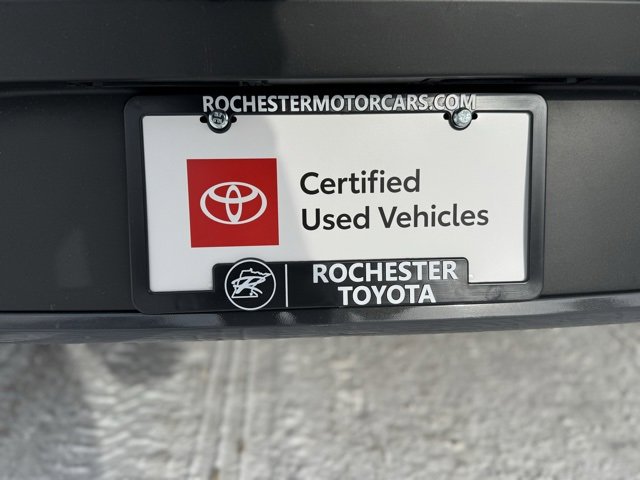 ROCHESTERMOTORCARS.COM
Certified
Used Vehicles
ROCHESTER
TOYOTA